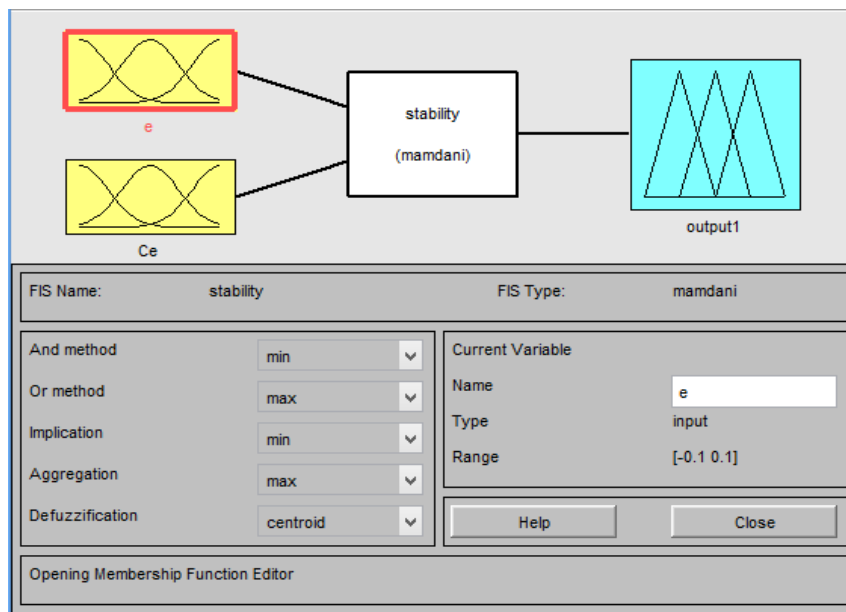 e
stability
(mamdani)
Ce
output1
FIS Name: stability FIS Type: mamdani
And method min
Or method max
Implication min
Aggregation max
Defuzzification centroid
Current Variable
Name e
Type input
Range [-0.1 0.1]
Help Close
Opening Membership Function Editor